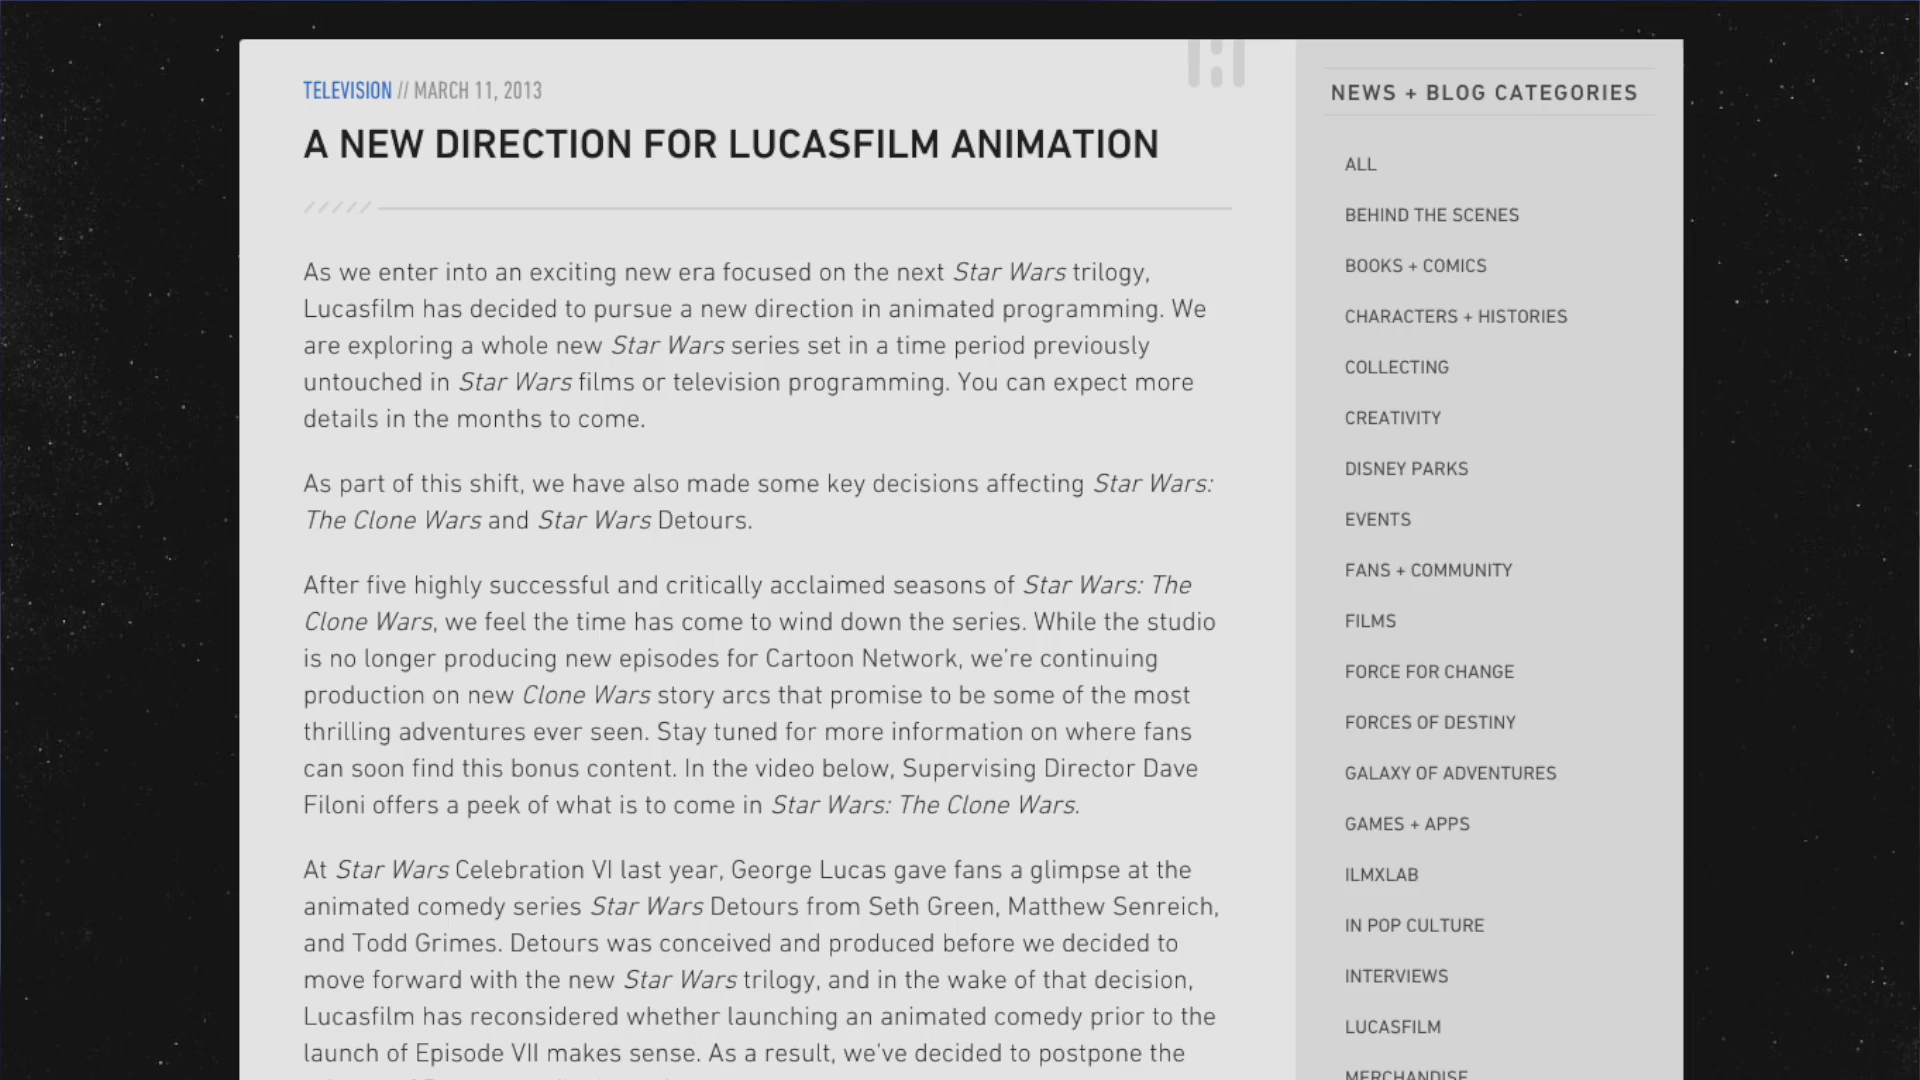 TELEVISION // MARCH 11, 2013
A NEW DIRECTION FOR LUCASFILM ANIMATION
As we enter into an exciting new era focused on the next Star Wars trilogy,
Lucasfilm has decided to pursue a new direction in animated programming. We
are exploring a whole new Star Wars series set in a time period previously
untouched in Star Wars films or television programming. You can expect more
details in the months to come.
As part of this shift, we have also made some key decisions affecting Star Wars:
The Clone Wars and Star Wars Detours.
After five highly successful and critically acclaimed seasons of Star Wars: The
Clone Wars, we feel the time has come to wind down the series. While the studio
is no longer producing new episodes for Cartoon Network, we're continuing
production on new Clone Wars story arcs that promise to be some of the most
thrilling adventures ever seen. Stay tuned for more information on where fans
can soon find this bonus content. In the video below, Supervising Director Dave
Filoni offers a peek of what is to come in Star Wars: The Clone Wars.
At Star Wars Celebration VI last year, George Lucas gave fans a glimpse at the
animated comedy series Star Wars Detours from Seth Green, Matthew Senreich,
and Todd Grimes. Detours was conceived and produced before we decided to
move forward with the new Star Wars trilogy, and in the wake of that decision,
Lucasfilm has reconsidered whether launching an animated comedy prior to the
launch of Episode VII makes sense. As a result, we've decided to postpone the
NEWS + BLOG CATEGORIES
ALL
BEHIND THE SCENES
BOOKS + COMICS
CHARACTERS + HISTORIES
COLLECTING
CREATIVITY
DISNEY PARKS
EVENTS
FANS + COMMUNITY
FILMS
FORCE FOR CHANGE
FORCES OF DESTINY
GALAXY OF ADVENTURES
GAMES + APPS
ILMXLAB
IN POP CULTURE
INTERVIEWS
LUCASFILM
MERCHANDISE